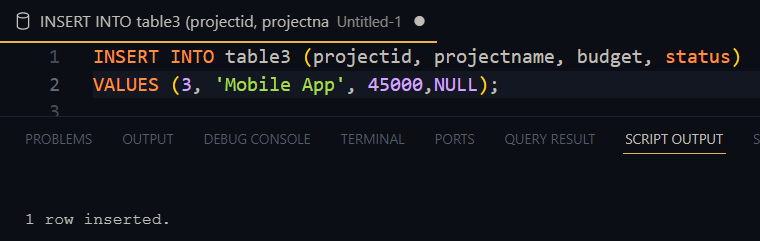 INSERT INTO table3 (projectid, projectna Untitled-1
1 INSERT INTO table3 (projectid, projectname, budget, status)
2 VALUES (3, 'Mobile App', 45000,NULL);
3
PROBLEMS OUTPUT DEBUG CONSOLE TERMINAL PORTS QUERY RESULT SCRIPT OUTPUT S
1 row inserted.